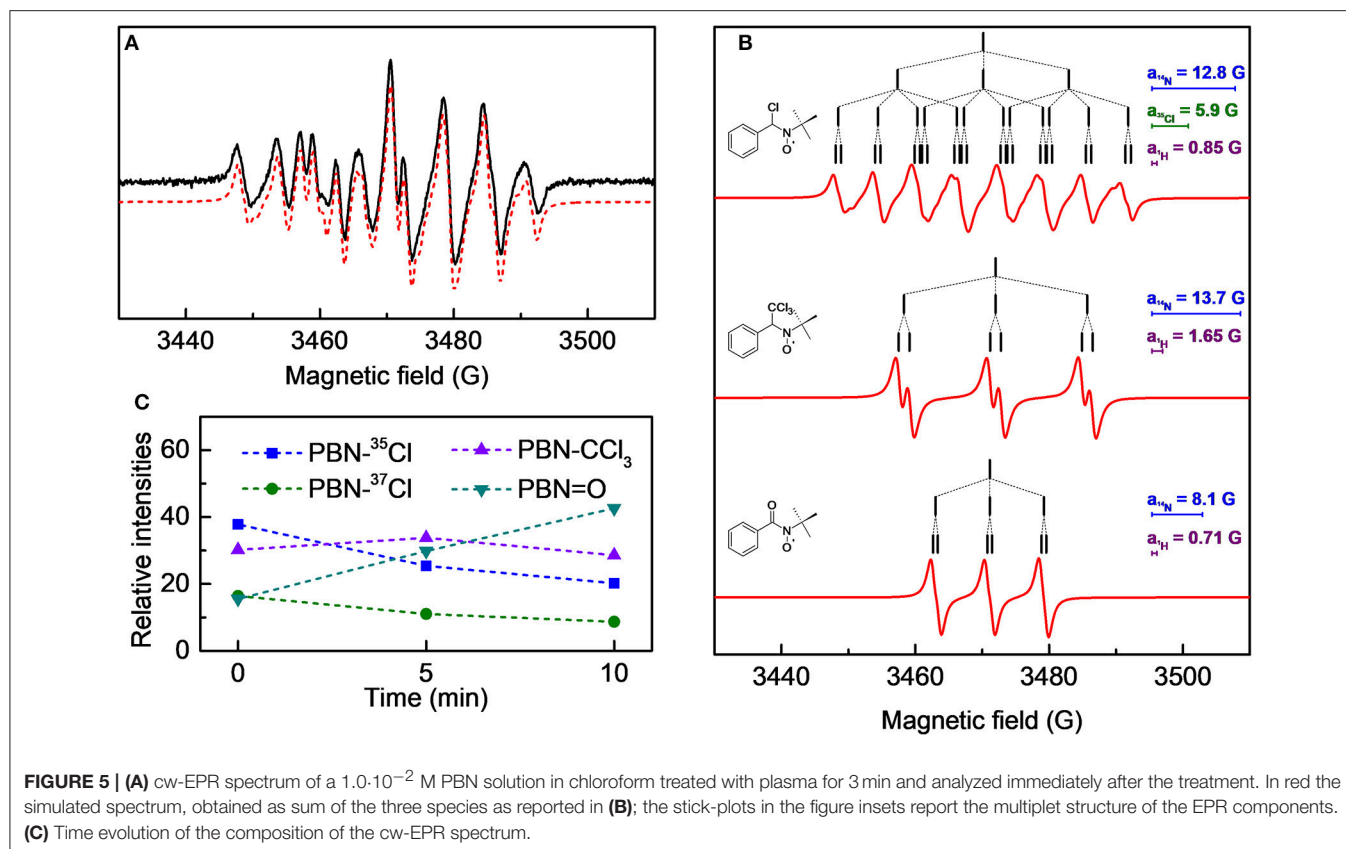 A
3440 3460 3480 3500
Magnetic field (G)
B
Cl
N
O•
a₁₄N = 12.8 G
a₃₅Cl = 5.9 G
a₁H = 0.85 G
CCl₃
N
O•
a₁₄N = 13.7 G
a₁H = 1.65 G
O
N
O•
a₁₄N = 8.1 G
a₁H = 0.71 G
3440 3460 3480 3500
Magnetic field (G)
C
Relative intensities
60
40
20
0
PBN-³⁵Cl PBN-CCl₃
PBN-³⁷Cl PBN=O
0 5 10
Time (min)
FIGURE 5 | (A) cw-EPR spectrum of a 1.0·10⁻² M PBN solution in chloroform treated with plasma for 3 min and analyzed immediately after the treatment. In red the
simulated spectrum, obtained as sum of the three species as reported in (B); the stick-plots in the figure insets report the multiplet structure of the EPR components.
(C) Time evolution of the composition of the cw-EPR spectrum.